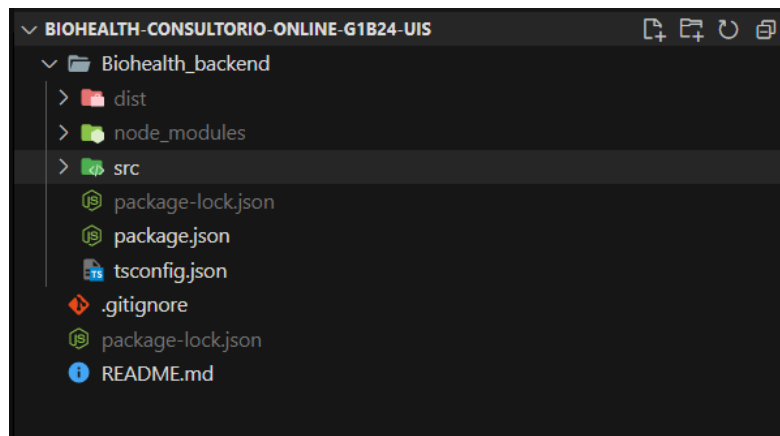 BIOHEALTH-CONSULTORIO-ONLINE-G1B24-UIS
Biohealth_backend
dist
node_modules
src
package-lock.json
package.json
tsconfig.json
.gitignore
package-lock.json
README.md